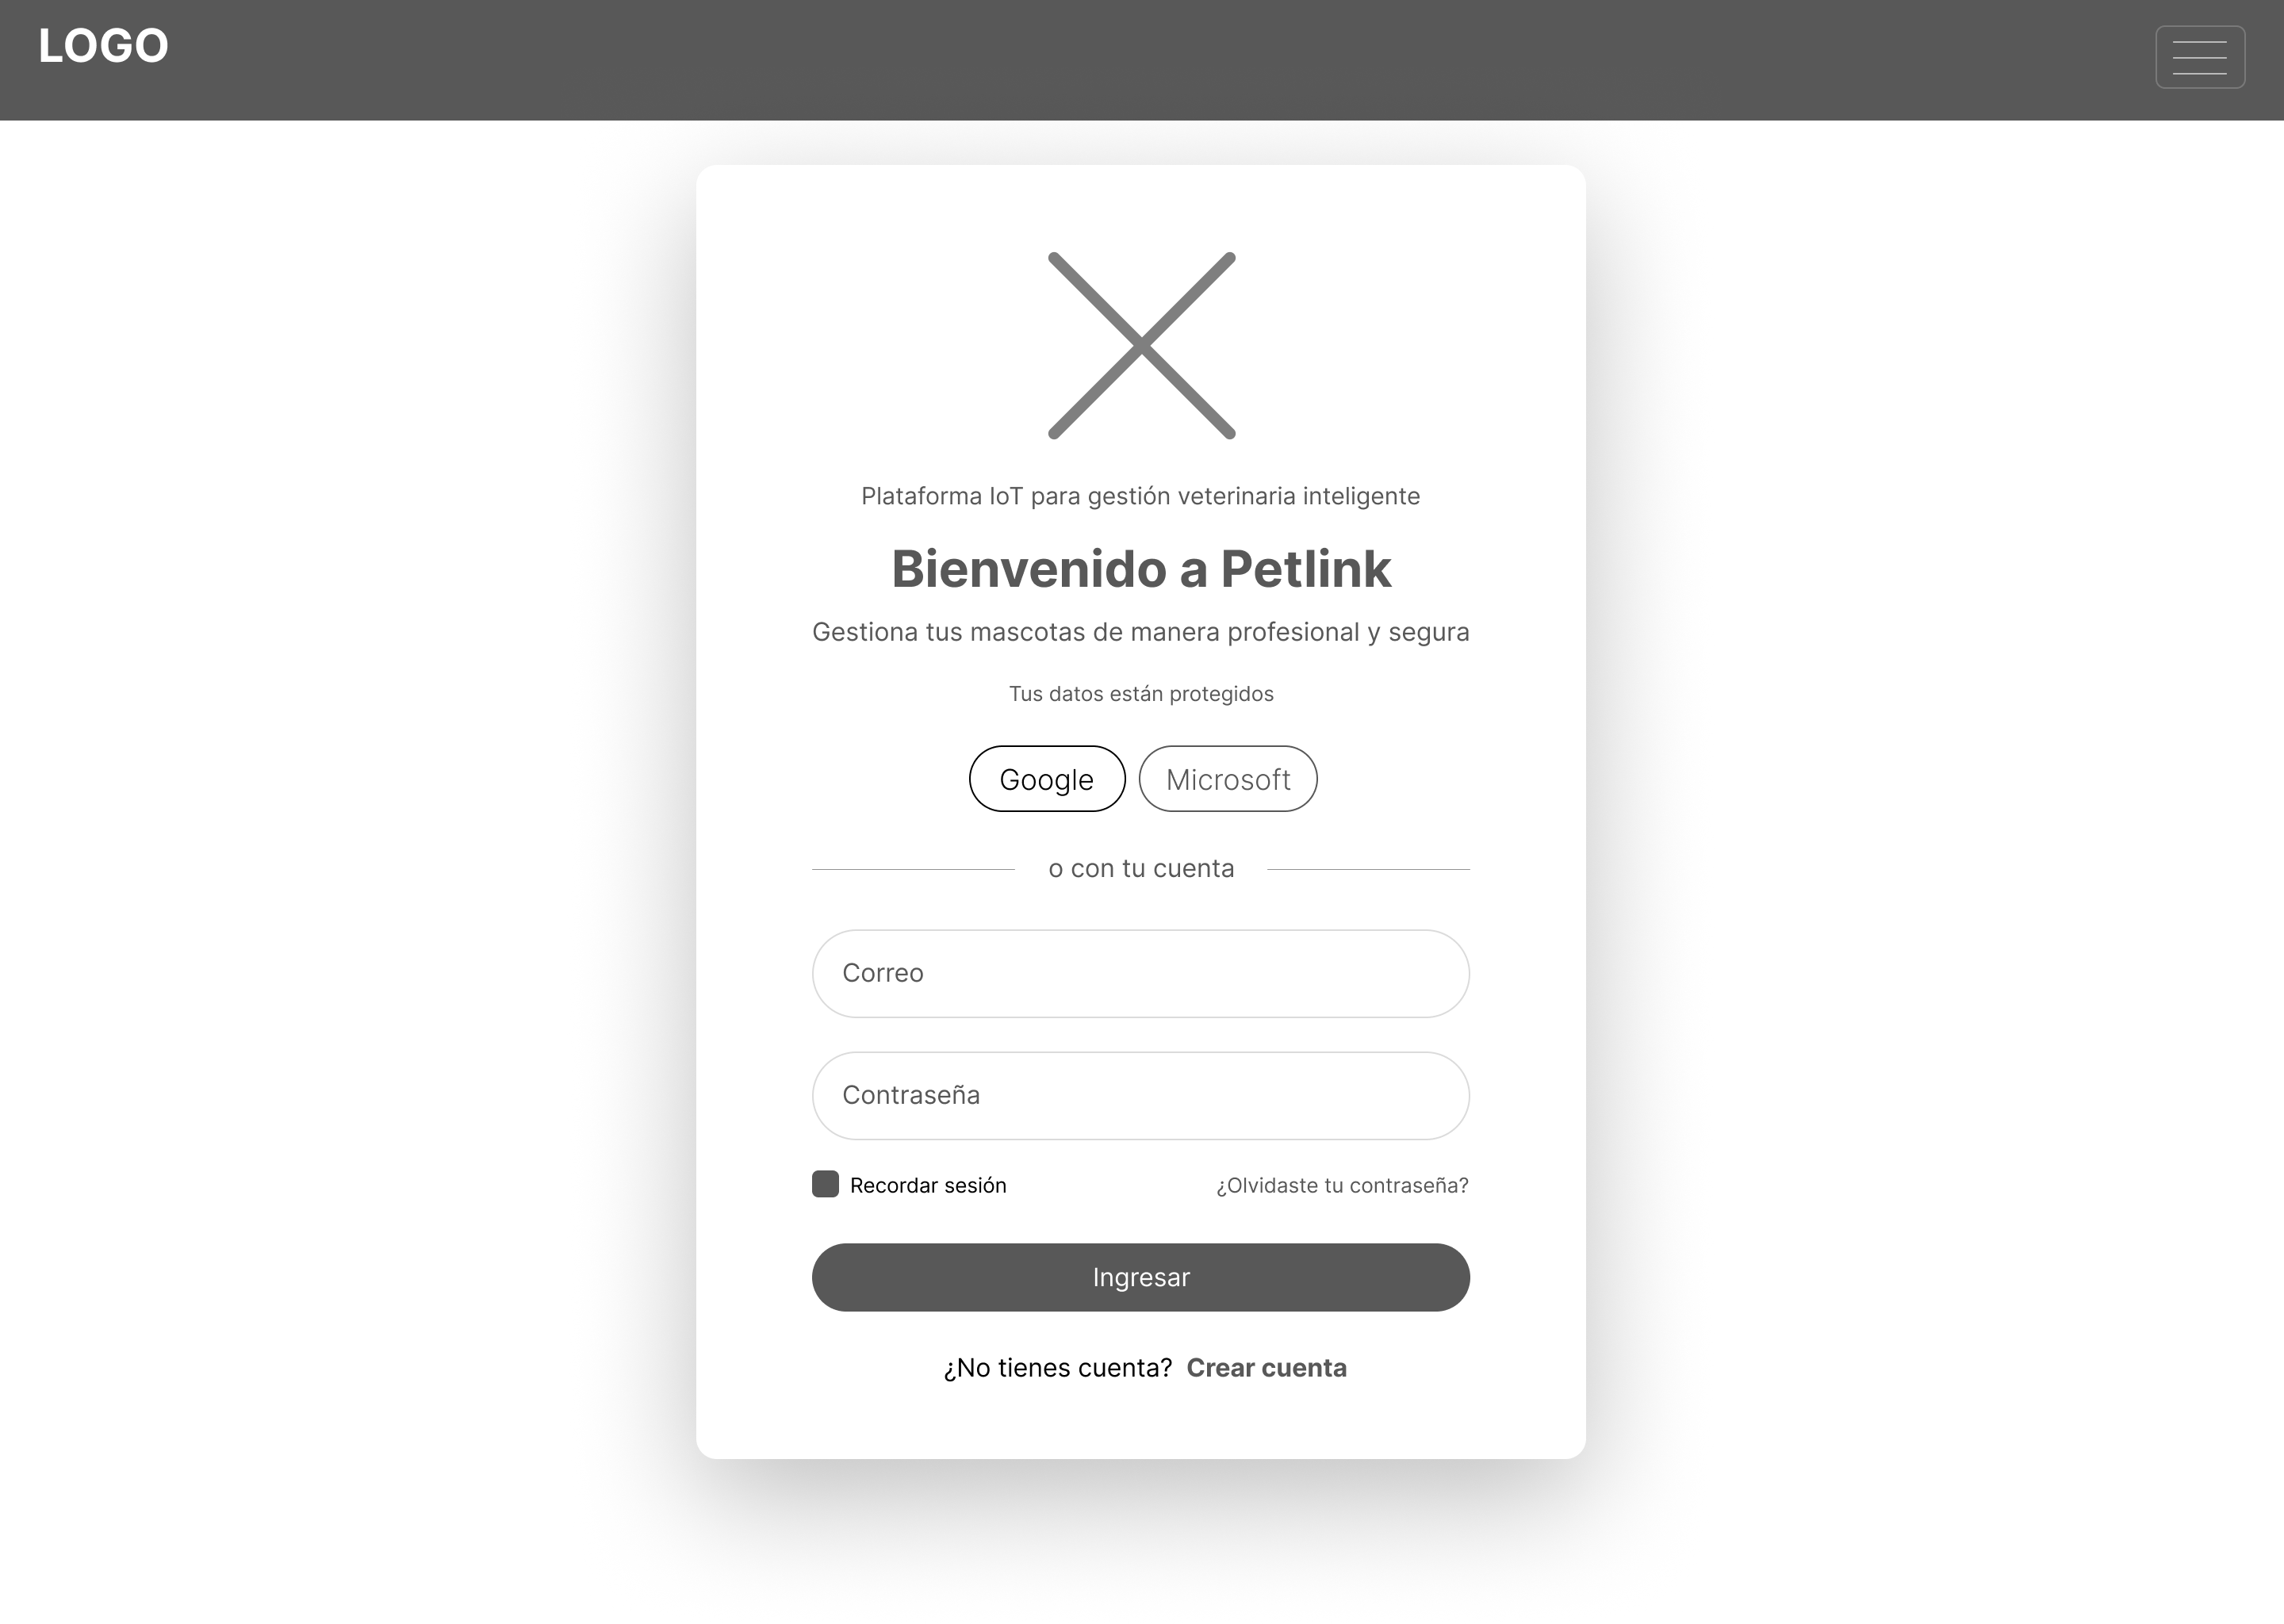 LOGO
Plataforma IoT para gestión veterinaria inteligente
Bienvenido a Petlink
Gestiona tus mascotas de manera profesional y segura
Tus datos están protegidos
Google Microsoft
o con tu cuenta
Correo
Contraseña
Recordar sesión ¿Olvidaste tu contraseña?
Ingresar
¿No tienes cuenta? Crear cuenta